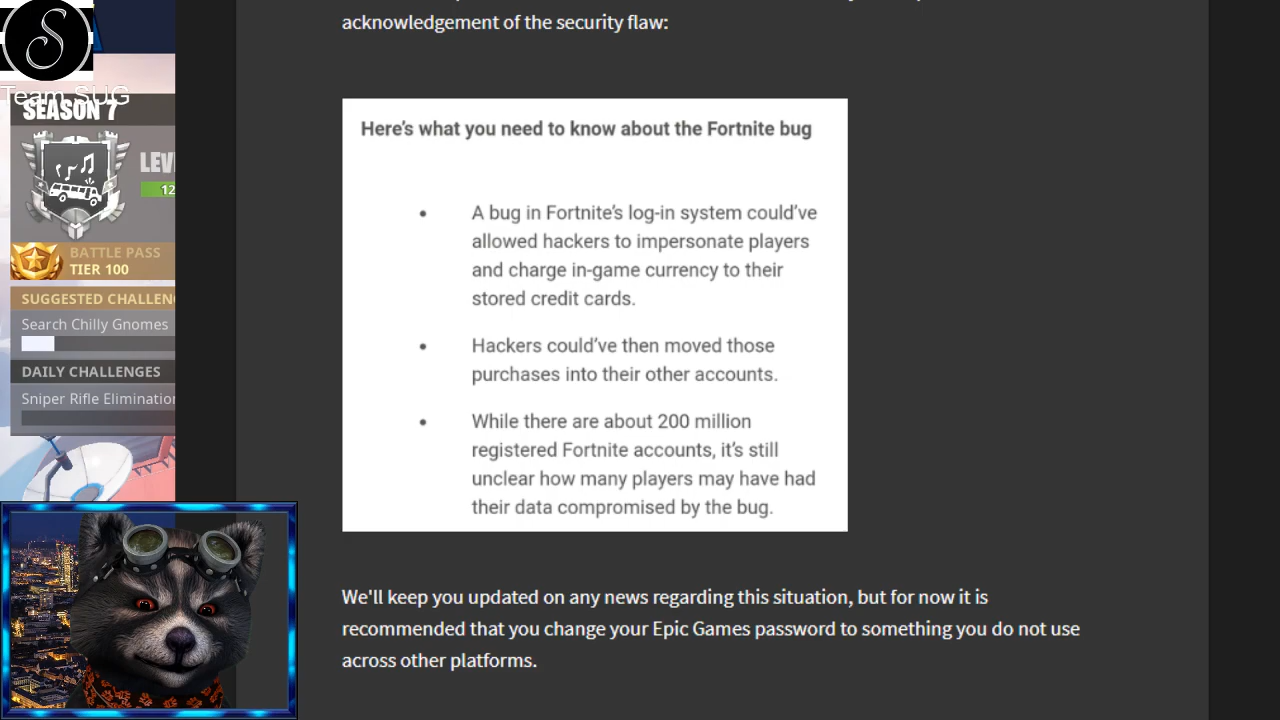 acknowledgement of the security flaw:
S
Team SUG
SEASON 7
LEV
12
BATTLE PASS
TIER 100
SUGGESTED CHALLEN
Search Chilly Gnomes
DAILY CHALLENGES
Sniper Rifle Elimination
Here's what you need to know about the Fortnite bug
• A bug in Fortnite's log-in system could've
allowed hackers to impersonate players
and charge in-game currency to their
stored credit cards.
• Hackers could've then moved those
purchases into their other accounts.
• While there are about 200 million
registered Fortnite accounts, it's still
unclear how many players may have had
their data compromised by the bug.
We'll keep you updated on any news regarding this situation, but for now it is
recommended that you change your Epic Games password to something you do not use
across other platforms.